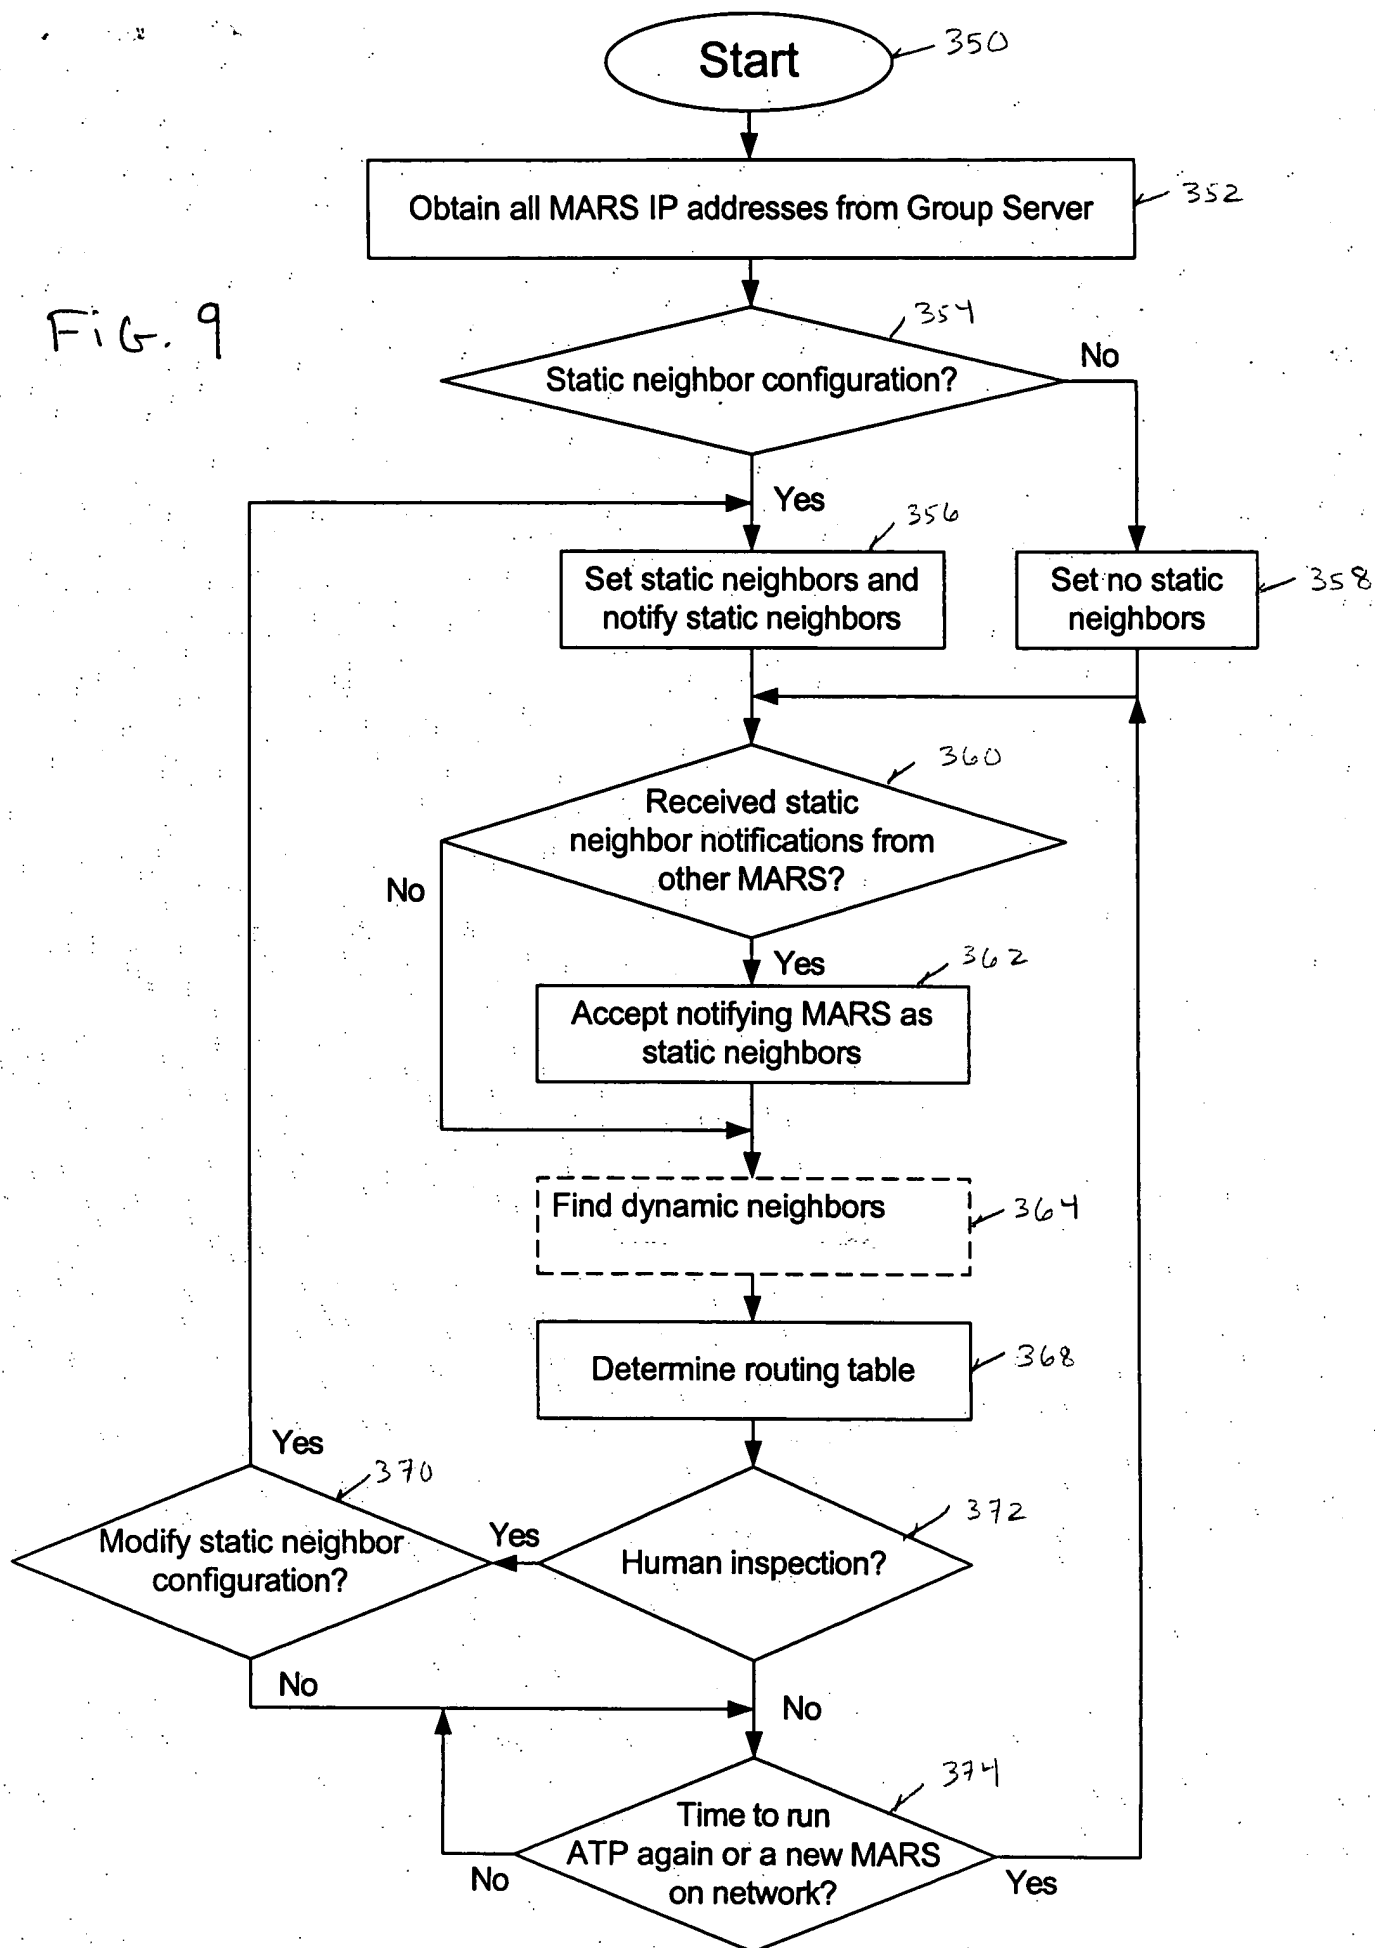 Start
350
Obtain all MARS IP addresses from Group Server
352
FiG. 9
354
Static neighbor configuration?
No
Yes
356
Set static neighbors and
notify static neighbors
Set no static
neighbors
358
360
Received static
neighbor notifications from
other MARS?
No
Yes
362
Accept notifying MARS as
static neighbors
Find dynamic neighbors
364
Determine routing table
368
Yes
370
Modify static neighbor
configuration?
Yes
372
Human inspection?
No
No
374
Time to run
ATP again or a new MARS
on network?
No
Yes